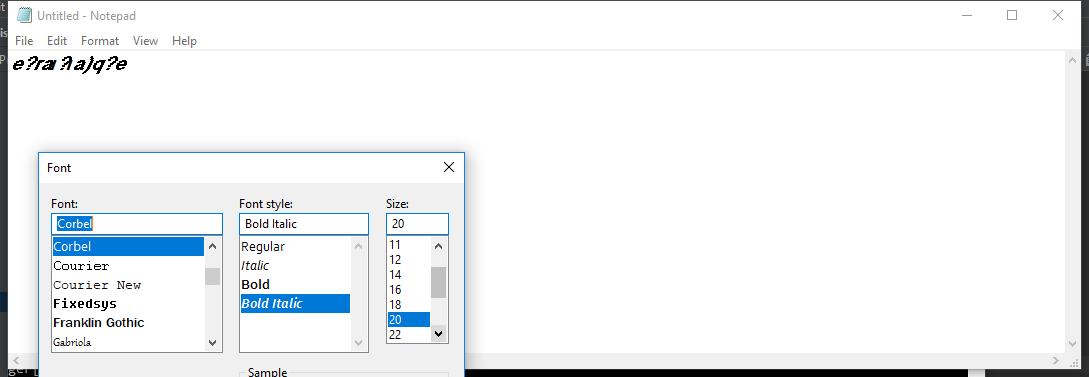 Untitled - Notepad
File Edit Format View Help
Font
Font: Font style: Size:
Corbel Bold Italic 20
Corbel Regular 11
Courier Italic 12
Courier New Bold 14
Fixedsys Bold Italic 16
Franklin Gothic 18
Gabriola 20
22
Sample